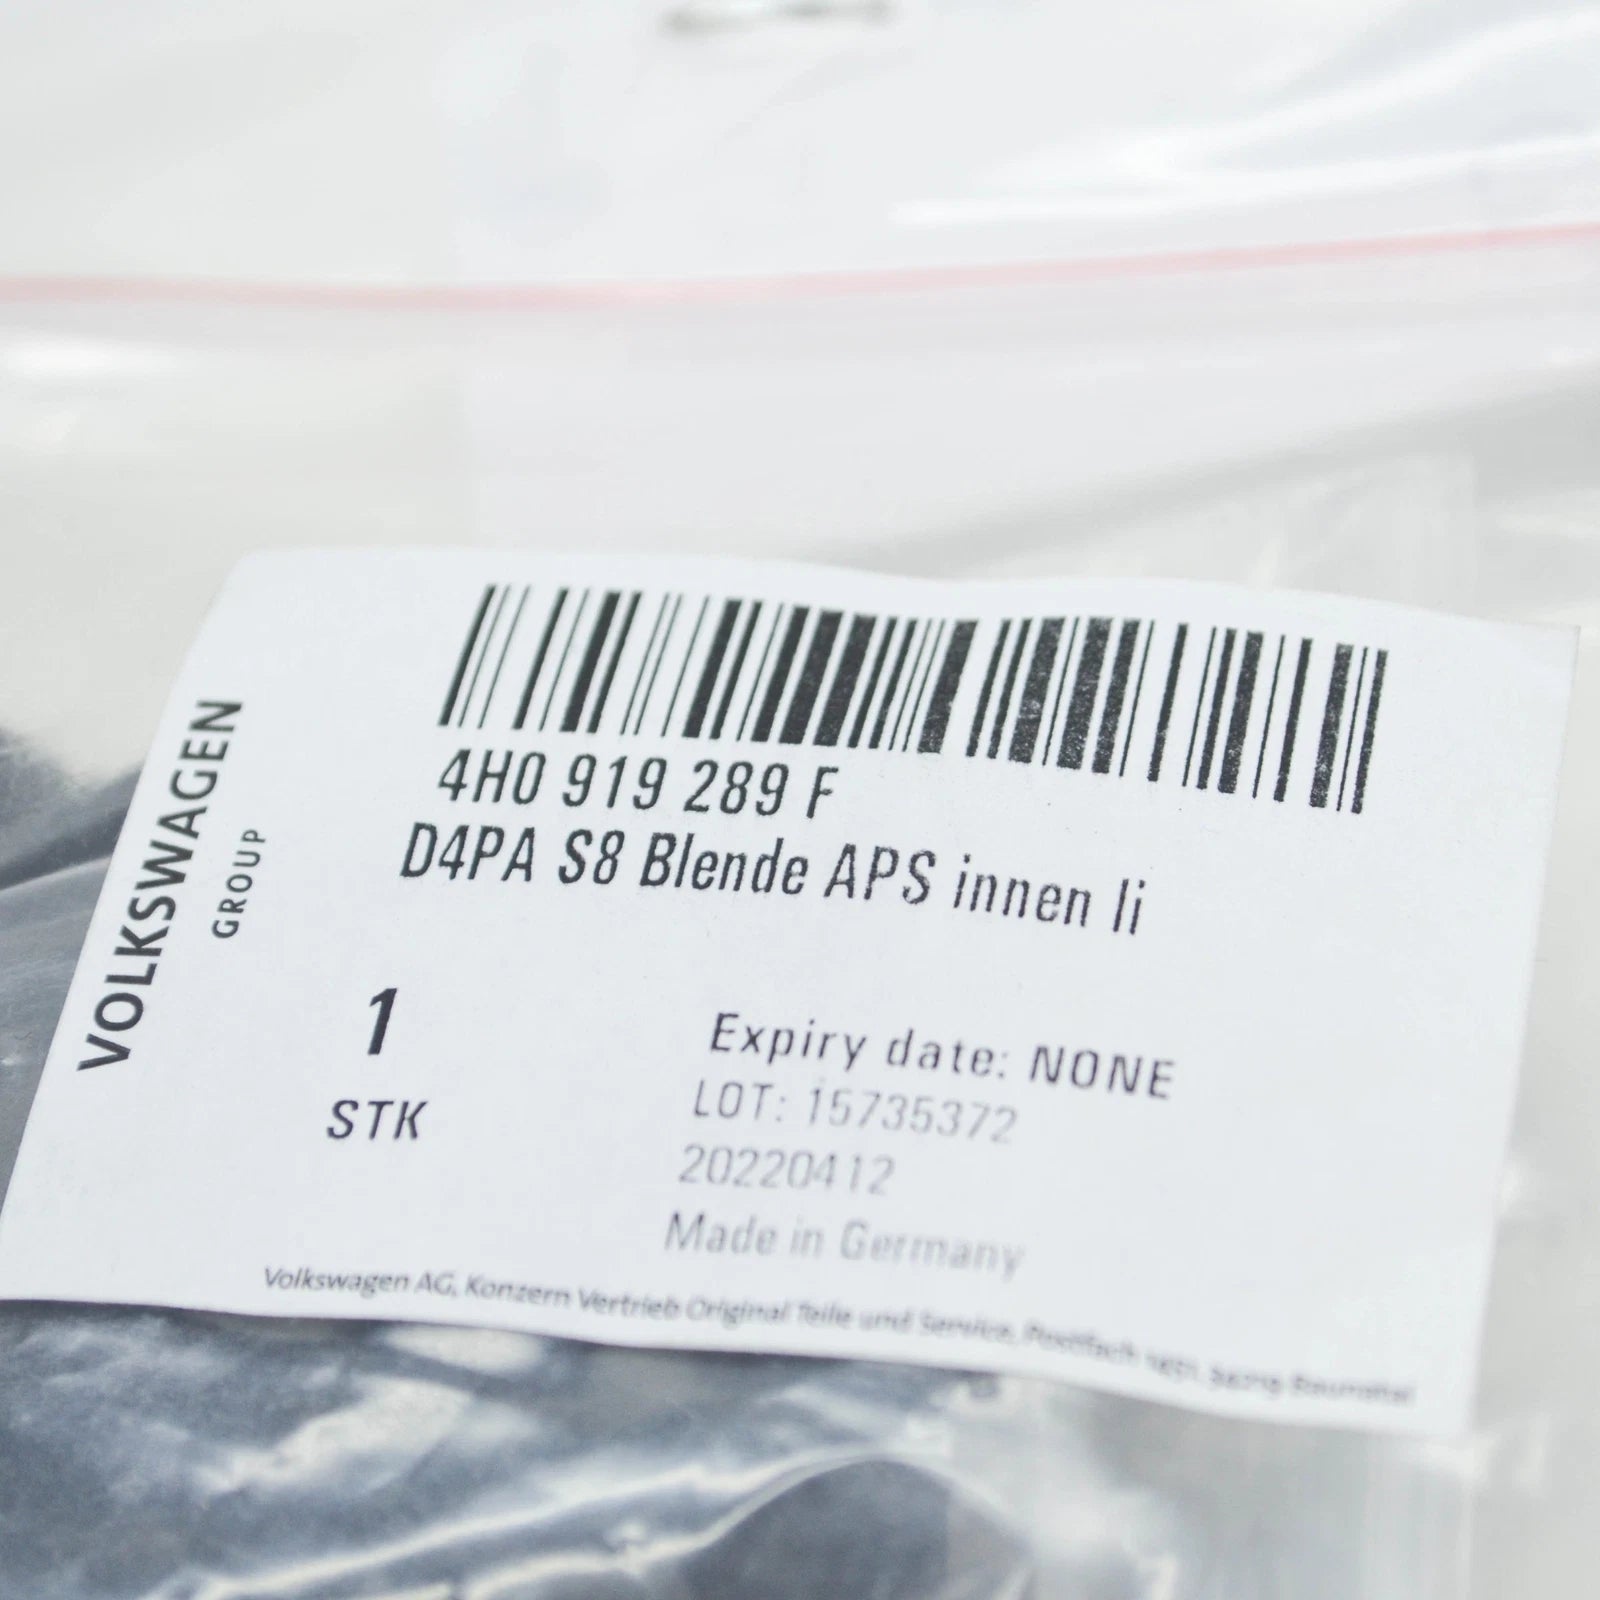 VOLKSWAGEN
GROUP
4H0 919 289 F
D4PA S8 Blende APS innen li
1
STK
Expiry date: NONE
LOT: 15735372
20220412
Made in Germany
Volkswagen AG, Konzern Vertrieb Original Teile und Service, Postfach